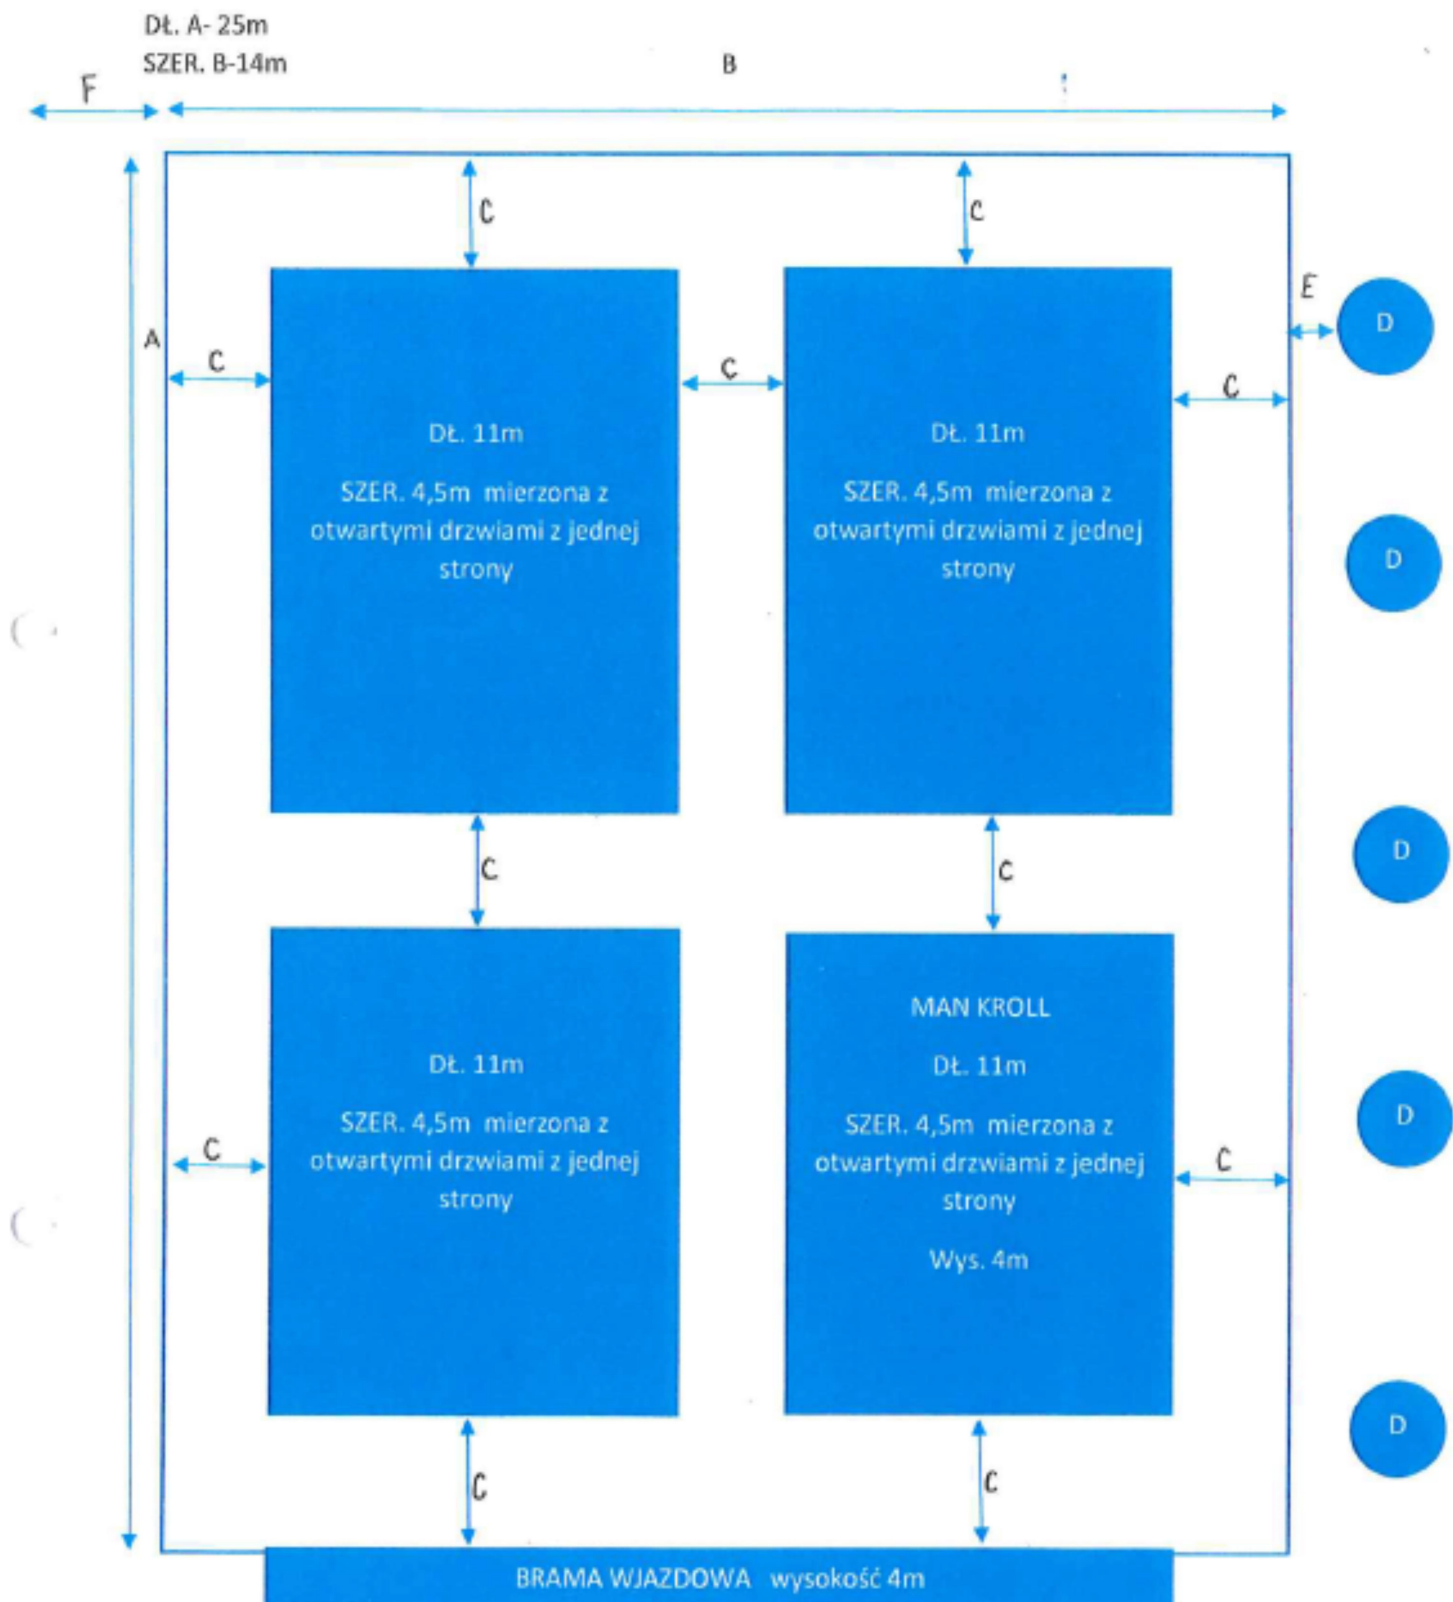 DŁ. A- 25m
SZER. B-14m
B
F
C
C
A
E
D
C
C
C
DŁ. 11m
SZER. 4,5m mierzona z
otwartymi drzwiami z jednej
strony
DŁ. 11m
SZER. 4,5m mierzona z
otwartymi drzwiami z jednej
strony
D
C
C
D
DŁ. 11m
SZER. 4,5m mierzona z
otwartymi drzwiami z jednej
strony
MAN KROLL
DŁ. 11m
SZER. 4,5m mierzona z
otwartymi drzwiami z jednej
strony
Wys. 4m
C
C
D
D
C
C
BRAMA WJAZDOWA wysokość 4m